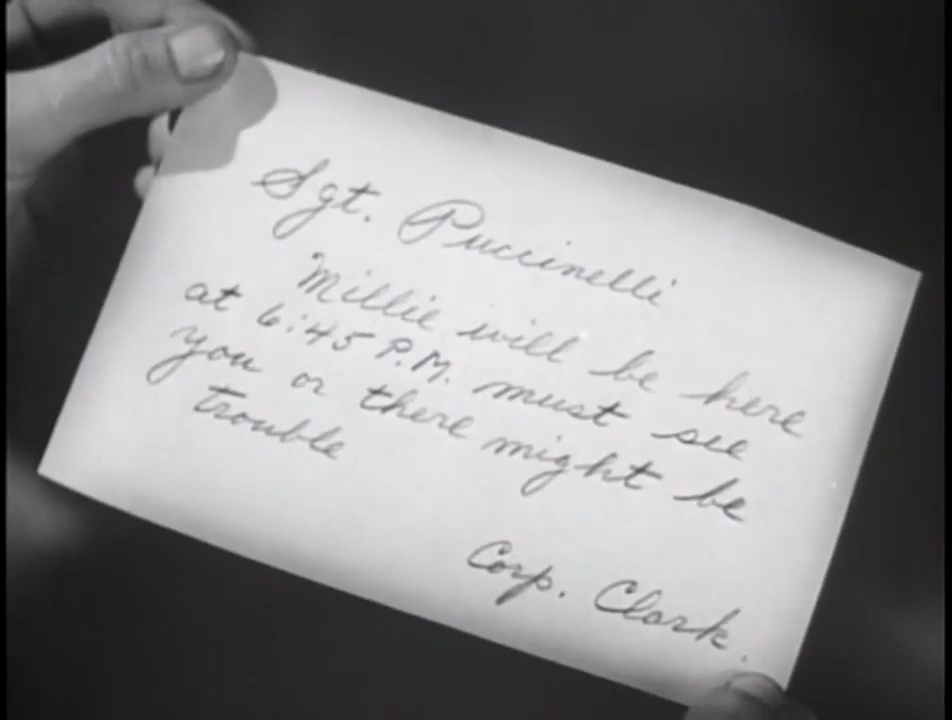 Sgt. Puccinelli
Millie will be here
at 6:45 P.M. must see
you or there might be
trouble
Corp. Clark.